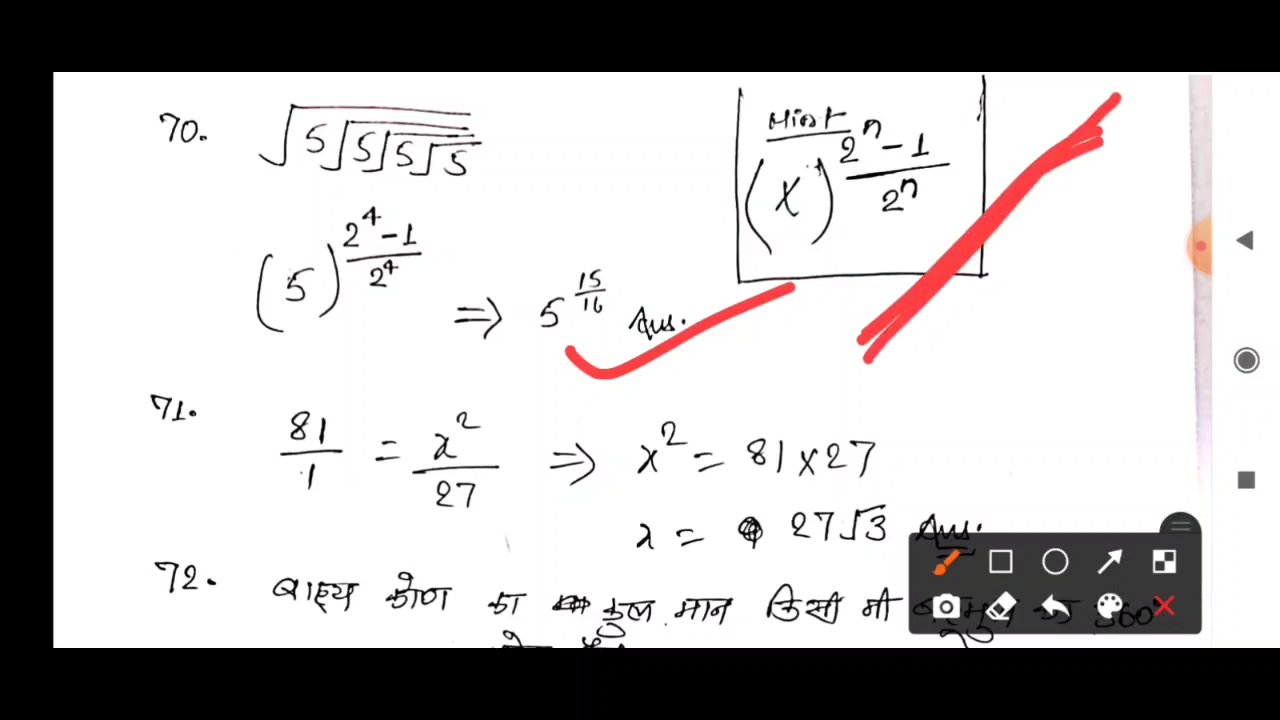 70. √5√5√5√5
Hint
(x)^(2^n-1)/(2^n)
(5)^(2^4-1)/(2^4) ⇒ 5^(15/16) Ans.
71. 81/1 = x²/27 ⇒ x² = 81×27
x = 27√3 Ans.
72. बाह्य कोण का कुल मान किसी भी 360°